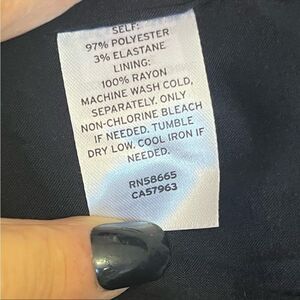 SELF:
97% POLYESTER
3% ELASTANE
LINING:
100% RAYON
MACHINE WASH COLD,
SEPARATELY. ONLY
NON-CHLORINE BLEACH
IF NEEDED. TUMBLE
DRY LOW. COOL IRON IF
NEEDED.
RN58665
CA57963